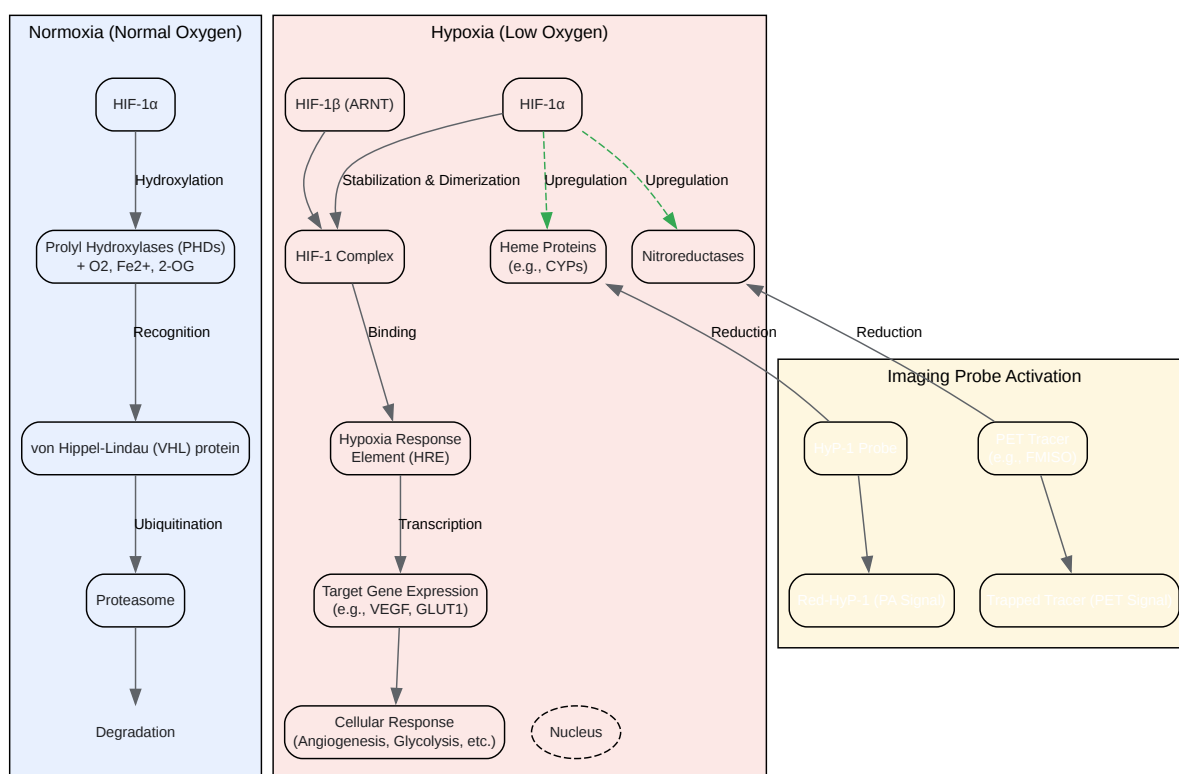 Normoxia (Normal Oxygen)
HIF-1α
Hydroxylation
Prolyl Hydroxylases (PHDs)
+ O2, Fe2+, 2-OG
Recognition
von Hippel-Lindau (VHL) protein
Ubiquitination
Proteasome
Degradation
Hypoxia (Low Oxygen)
HIF-1β (ARNT)
HIF-1α
Stabilization & Dimerization
Upregulation
Upregulation
HIF-1 Complex
Heme Proteins
(e.g., CYPs)
Nitroreductases
Binding
Reduction
Reduction
Hypoxia Response
Element (HRE)
Transcription
Target Gene Expression
(e.g., VEGF, GLUT1)
Cellular Response
(Angiogenesis, Glycolysis, etc.)
Nucleus
Imaging Probe Activation
HyP-1 Probe
PET Tracer
(e.g., FMISO)
Red-HyP-1 (PA Signal)
Trapped Tracer (PET Signal)